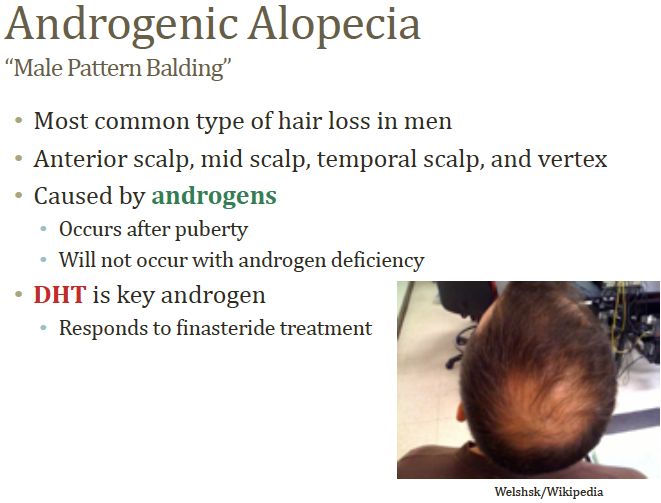 Androgenic Alopecia
“Male Pattern Balding”
• Most common type of hair loss in men
• Anterior scalp, mid scalp, temporal scalp, and vertex
• Caused by androgens
• Occurs after puberty
• Will not occur with androgen deficiency
• DHT is key androgen
• Responds to finasteride treatment
Welshsk/Wikipedia